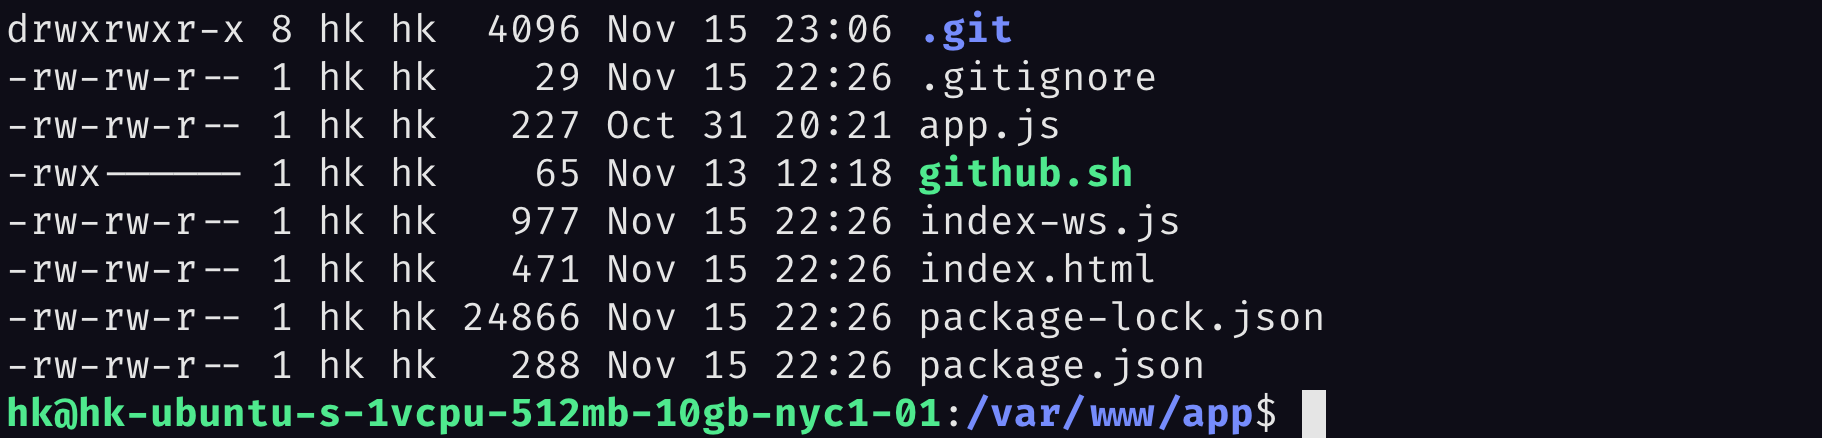 drwxrwxr-x 8 hk hk  4096 Nov 15 23:06 .git
-rw-rw-r-- 1 hk hk    29 Nov 15 22:26 .gitignore
-rw-rw-r-- 1 hk hk   227 Oct 31 20:21 app.js
-rwx------ 1 hk hk    65 Nov 13 12:18 github.sh
-rw-rw-r-- 1 hk hk   977 Nov 15 22:26 index-ws.js
-rw-rw-r-- 1 hk hk   471 Nov 15 22:26 index.html
-rw-rw-r-- 1 hk hk 24866 Nov 15 22:26 package-lock.json
-rw-rw-r-- 1 hk hk   288 Nov 15 22:26 package.json
hk@hk-ubuntu-s-1vcpu-512mb-10gb-nyc1-01:/var/www/app$